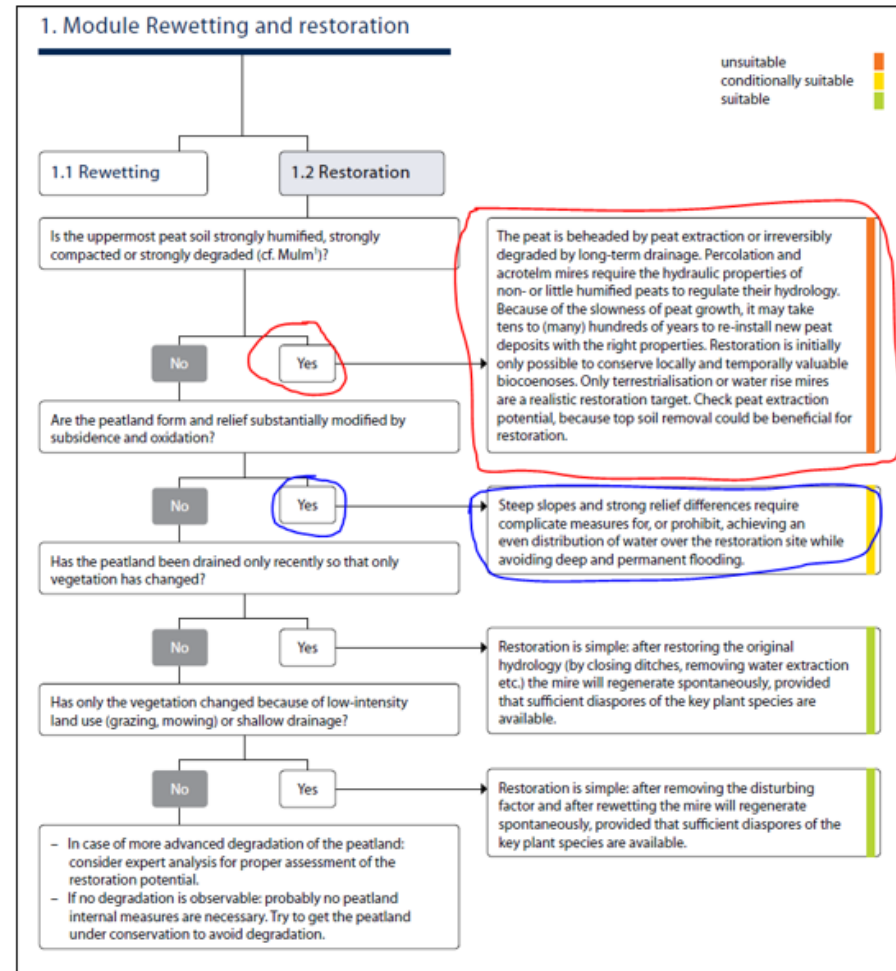 1. Module Rewetting and restoration
unsuitable
conditionally suitable
suitable
1.1 Rewetting
1.2 Restoration
Is the uppermost peat soil strongly humified, strongly
compacted or strongly degraded (cf. Mulm¹)?
No
Yes
The peat is beheaded by peat extraction or irreversibly
degraded by long-term drainage. Percolation and
acrotelm mires require the hydraulic properties of
non- or little humified peats to regulate their hydrology.
Because of the slowness of peat growth, it may take
tens to (many) hundreds of years to re-install new peat
deposits with the right properties. Restoration is initially
only possible to conserve locally and temporally valuable
biocoenoses. Only terrestrialisation or water rise mires
are a realistic restoration target. Check peat extraction
potential, because top soil removal could be beneficial for
restoration.
Are the peatland form and relief substantially modified by
subsidence and oxidation?
No
Yes
Steep slopes and strong relief differences require
complicate measures for, or prohibit, achieving an
even distribution of water over the restoration site while
avoiding deep and permanent flooding.
Has the peatland been drained only recently so that only
vegetation has changed?
No
Yes
Restoration is simple: after restoring the original
hydrology (by closing ditches, removing water extraction
etc.) the mire will regenerate spontaneously, provided
that sufficient diaspores of the key plant species are
available.
Has only the vegetation changed because of low-intensity
land use (grazing, mowing) or shallow drainage?
No
Yes
Restoration is simple: after removing the disturbing
factor and after rewetting the mire will regenerate
spontaneously, provided that sufficient diaspores of the
key plant species are available.
– In case of more advanced degradation of the peatland:
consider expert analysis for proper assessment of the
restoration potential.
– If no degradation is observable: probably no peatland
internal measures are necessary. Try to get the peatland
under conservation to avoid degradation.